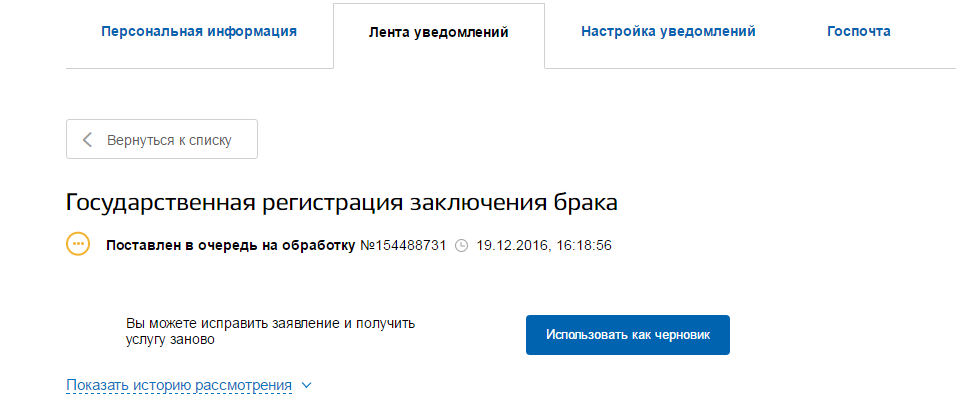 Персональная информация Лента уведомлений Настройка уведомлений Госпочта
Вернуться к списку
Государственная регистрация заключения брака
Поставлен в очередь на обработку №154488731 19.12.2016, 16:18:56
Вы можете исправить заявление и получить
услугу заново
Использовать как черновик
Показать историю рассмотрения